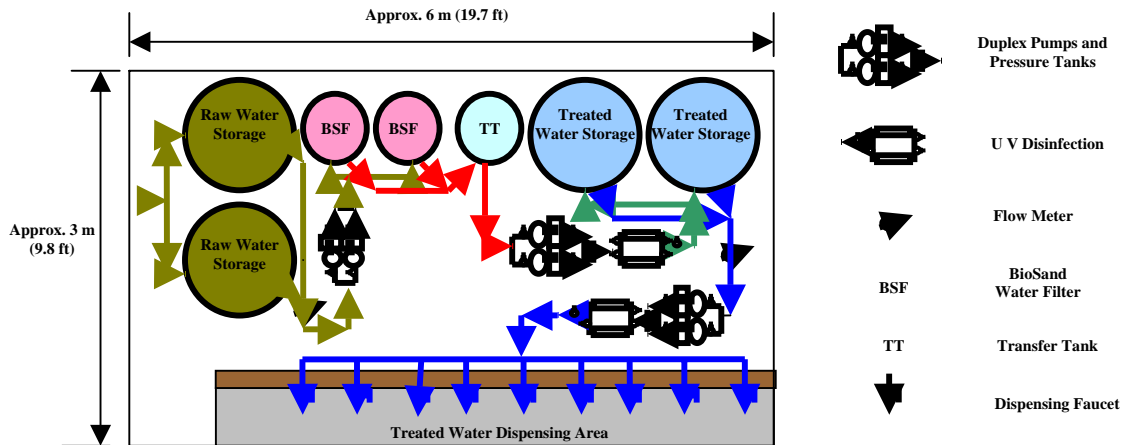 Approx. 6 m (19.7 ft)
Approx. 3 m
(9.8 ft)
Raw Water
Storage
BSF
BSF
TT
Treated
Water Storage
Treated
Water Storage
Raw Water
Storage
Treated Water Dispensing Area
Duplex Pumps and
Pressure Tanks
U V Disinfection
Flow Meter
BSF
BioSand
Water Filter
TT
Transfer Tank
Dispensing Faucet